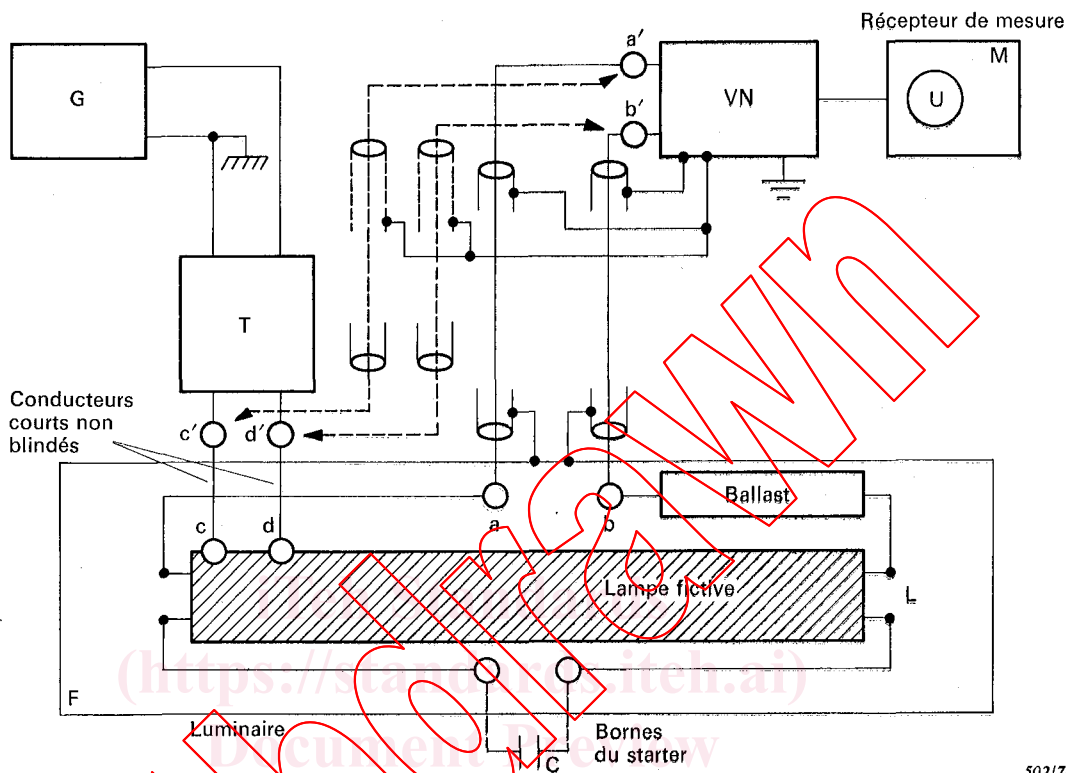 Récepteur de mesure
G
a'
b'
VN
M
U
T
Conducteurs
courts non
blindés
c'
d'
a
b
Ballast
c
d
Lampe fictive
L
(https://standards.iteh.ai)
F
Luminaire
Bornes
du starter
Document Preview
C
502/7